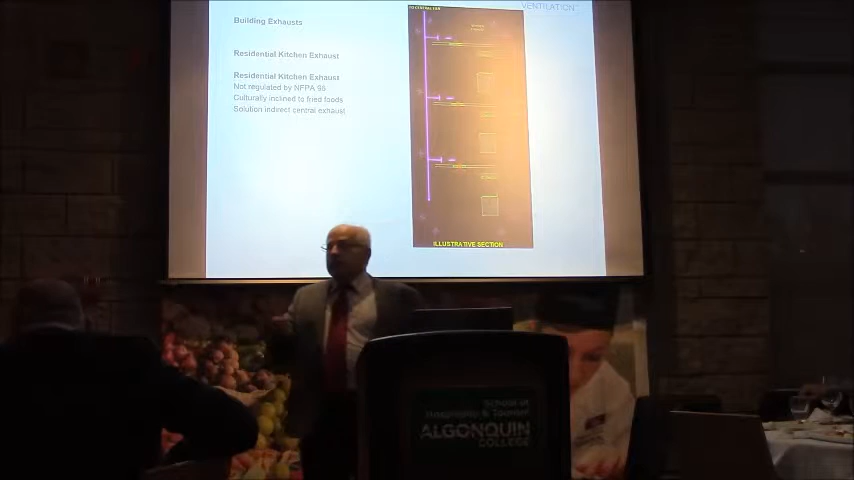 VENTILATION
Building Exhausts
Residential Kitchen Exhaust
Residential Kitchen Exhaust
Not regulated by NFPA 96
Culturally inclined to fried foods
Solution indirect central exhaust
ILLUSTRATIVE SECTION
School of
Hospitality & Tourism
ALGONQUIN
COLLEGE